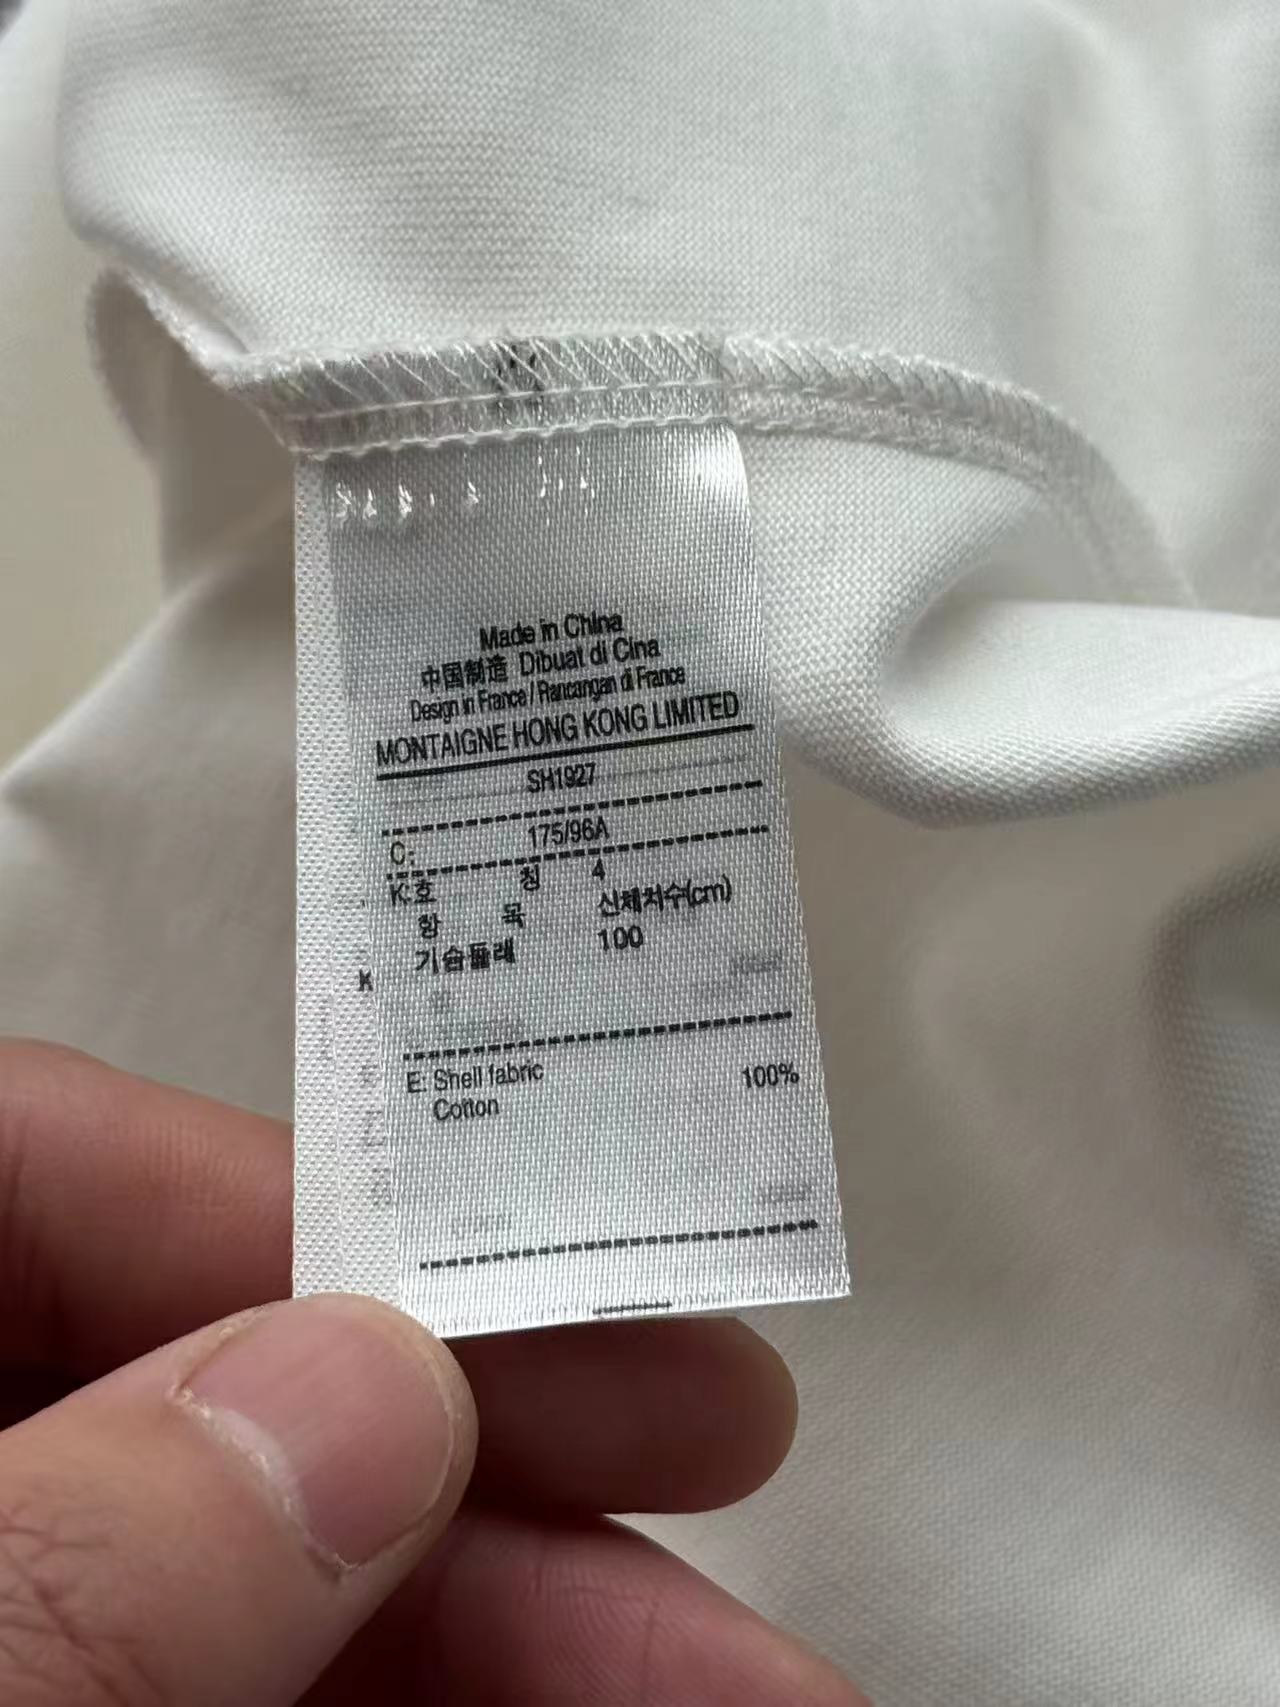 Made in China
中国制造 Dibuat di Cina
Design in France / Rancangan di France
MONTAIGNE HONG KONG LIMITED
SH1927
C: 175/96A
K:호 칭 4
항 목 신체치수(cm)
기슴둘레 100
K
E: Shell fabric 100%
Cotton